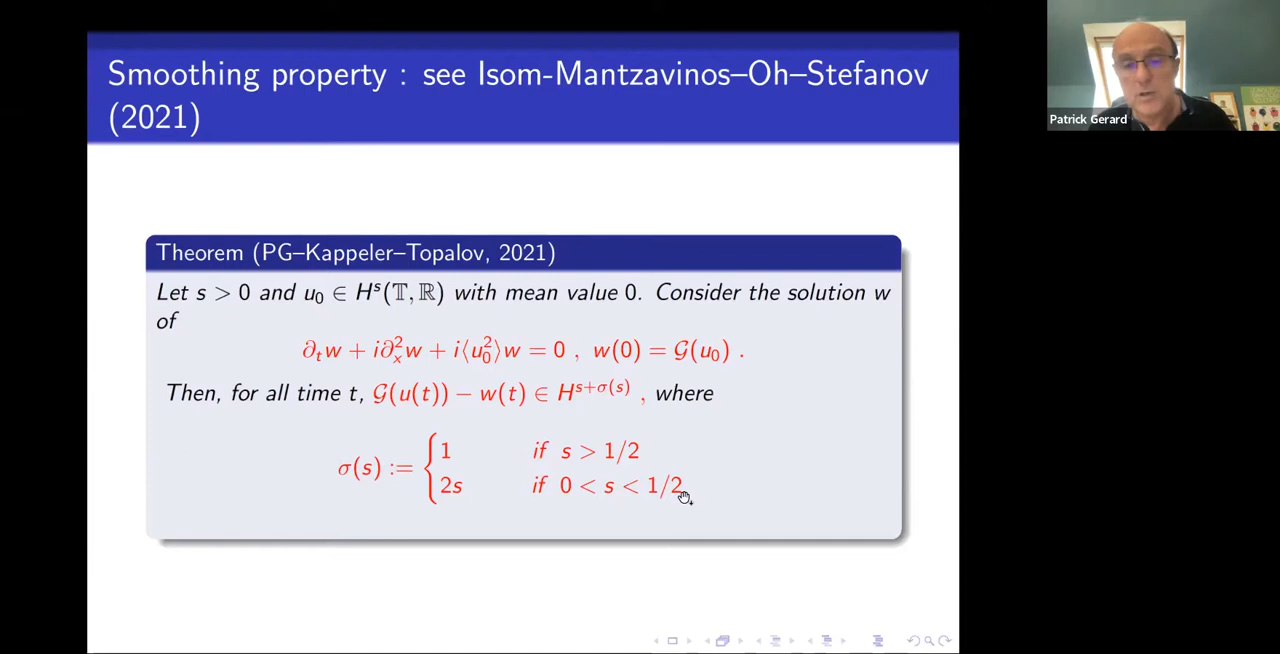 Smoothing property : see Isom-Mantzavinos–Oh–Stefanov
(2021)
Patrick Gerard
Theorem (PG–Kappeler–Topalov, 2021)
Let s > 0 and u₀ ∈ Hˢ(𝕋, ℝ) with mean value 0. Consider the solution w
of
∂ₜw + i∂ₓ²w + i⟨u₀²⟩w = 0 , w(0) = 𝒢(u₀) .
Then, for all time t, 𝒢(u(t)) − w(t) ∈ H^{s+σ(s)} , where
σ(s) := { 1 if s > 1/2
2s if 0 < s < 1/2